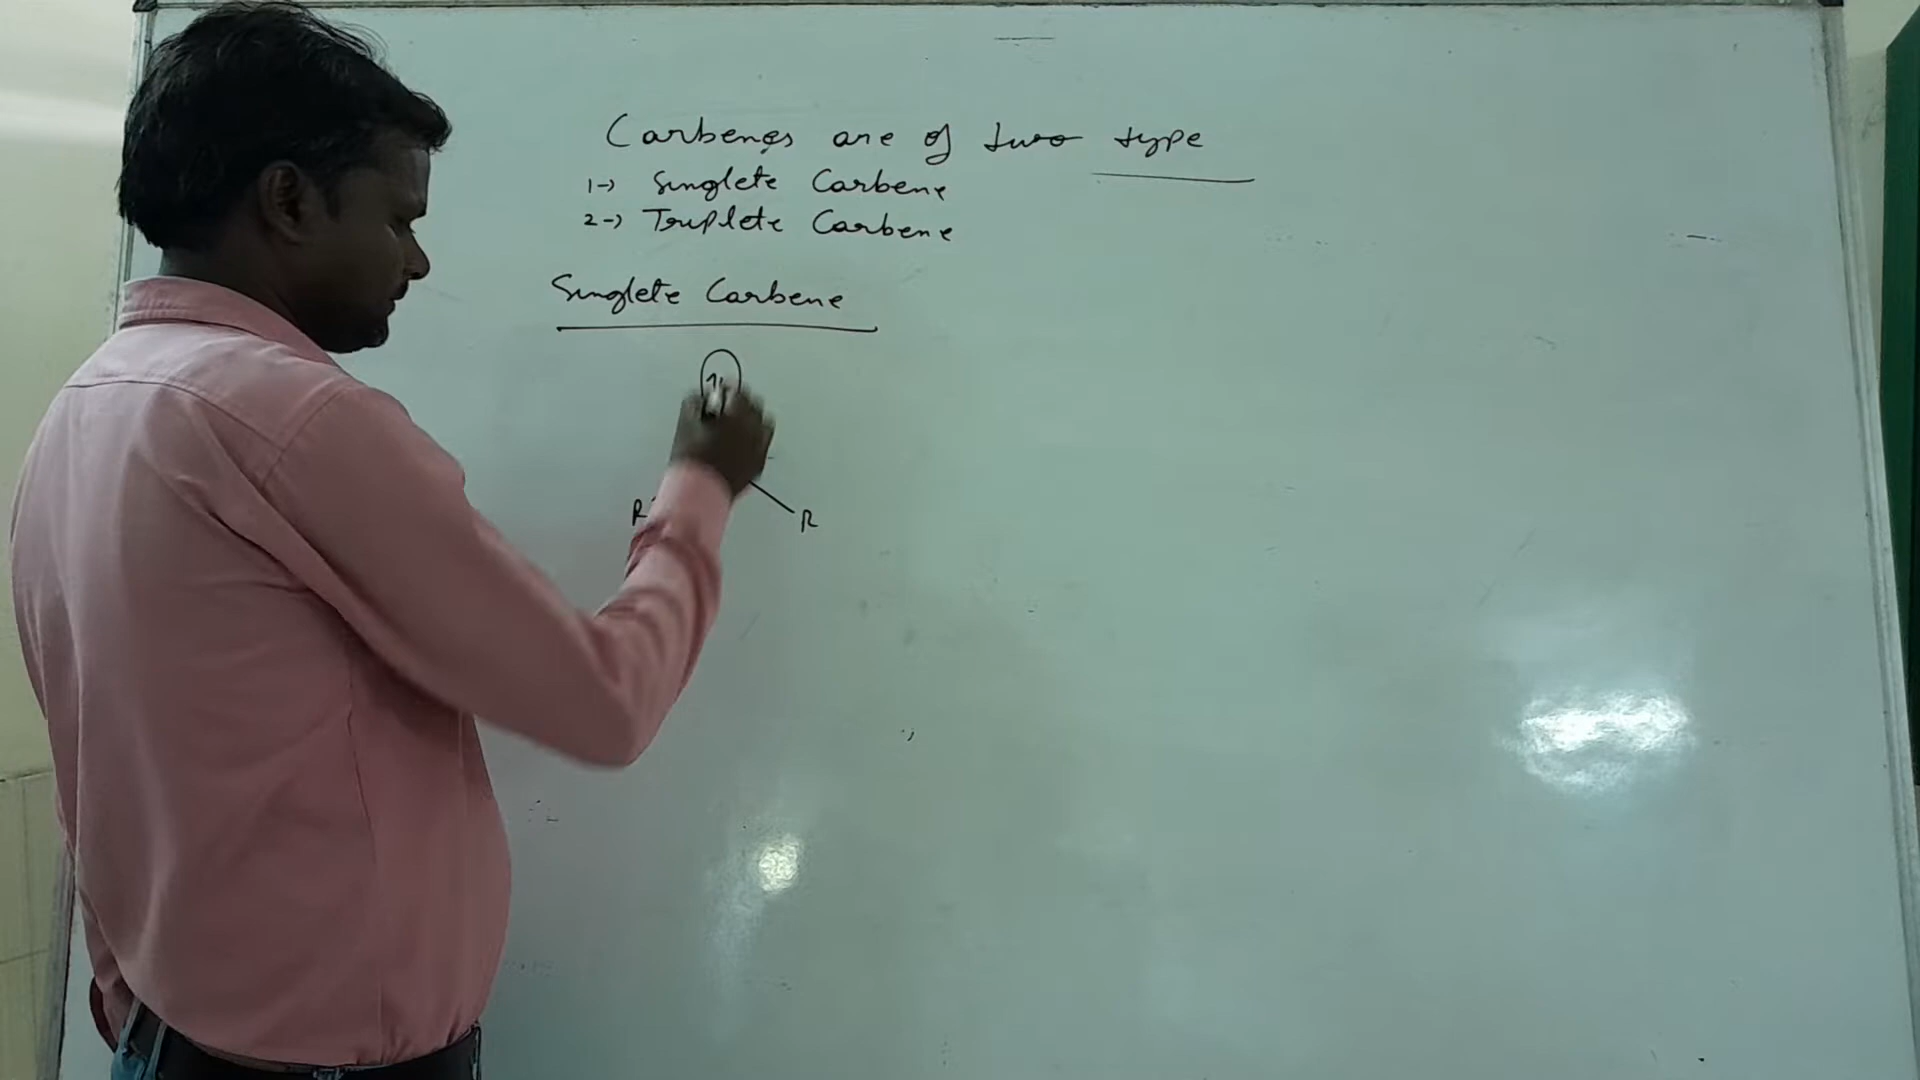 Carbenes are of two type
1-) Singlete Carbene
2-) Triplete Carbene
Singlete Carbene
R R